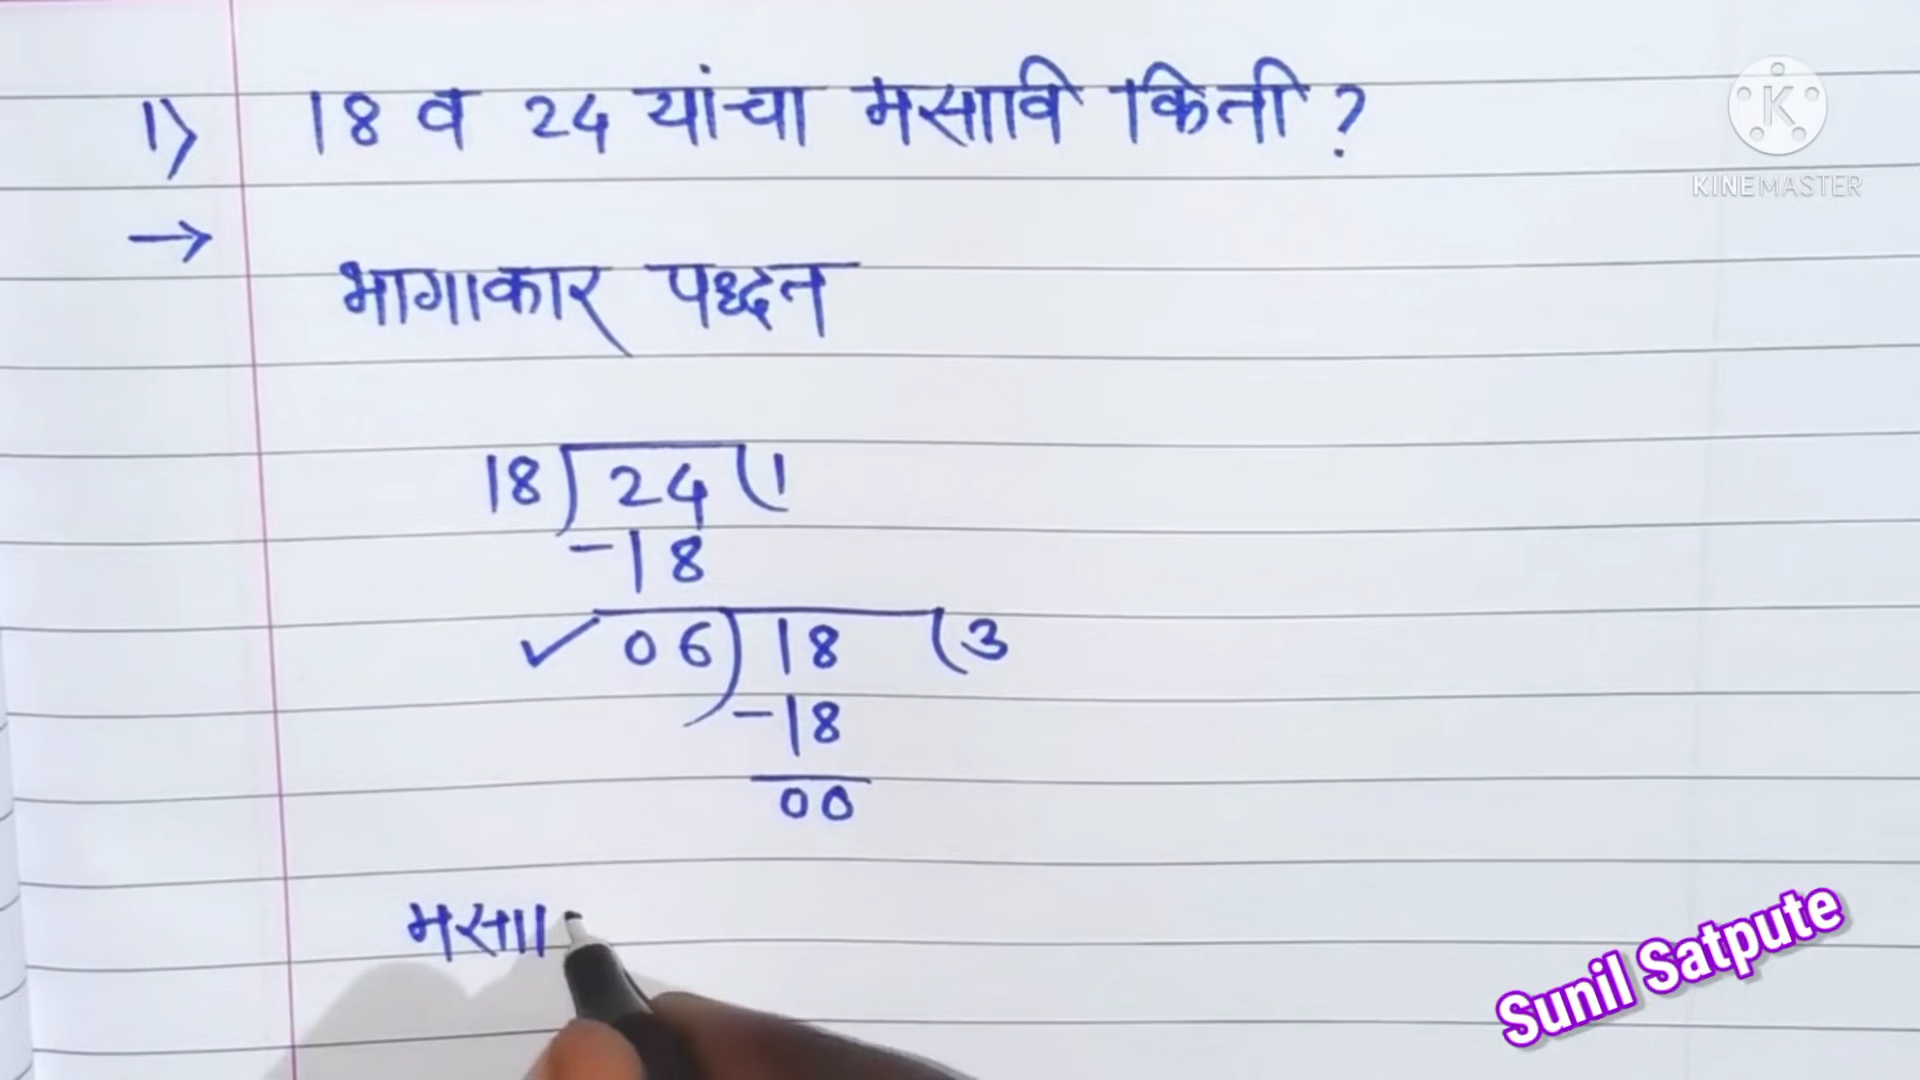 1) 18 व 24 यांचा मसावि किती ?
→ भागाकार पध्दत
18) 24 (1
-18
✓ 06) 18 (3
-18
00
मसा
KINEMASTER
Sunil Satpute